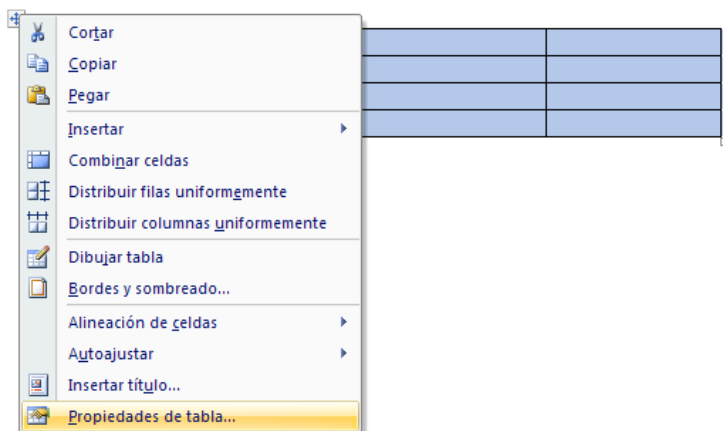 Cortar
Copiar
Pegar
Insertar
Combinar celdas
Distribuir filas uniformemente
Distribuir columnas uniformemente
Dibujar tabla
Bordes y sombreado...
Alineación de celdas
Autoajustar
Insertar título...
Propiedades de tabla...